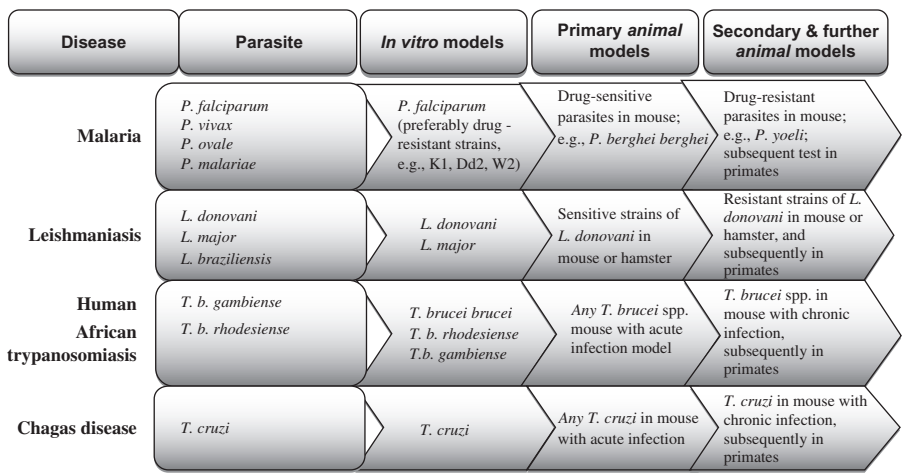 Disease
Parasite
In vitro models
Primary animal
models
Secondary & further
animal models
Malaria
P. falciparum
P. vivax
P. ovale
P. malariae
P. falciparum
(preferably drug -
resistant strains,
e.g., K1, Dd2, W2)
Drug-sensitive
parasites in mouse;
e.g., P. berghei berghei
Drug-resistant
parasites in mouse;
e.g., P. yoeli;
subsequent test in
primates
Leishmaniasis
L. donovani
L. major
L. braziliensis
L. donovani
L. major
Sensitive strains of
L. donovani in
mouse or hamster
Resistant strains of L.
donovani in mouse or
hamster, and
subsequently in
primates
Human
African
trypanosomiasis
T. b. gambiense
T. b. rhodesiense
T. brucei brucei
T. b. rhodesiense
T.b. gambiense
Any T. brucei spp.
mouse with acute
infection model
T. brucei spp. in
mouse with chronic
infection,
subsequently in
primates
Chagas disease
T. cruzi
T. cruzi
Any T. cruzi in mouse
with acute infection
T. cruzi in mouse with
chronic infection,
subsequently in
primates